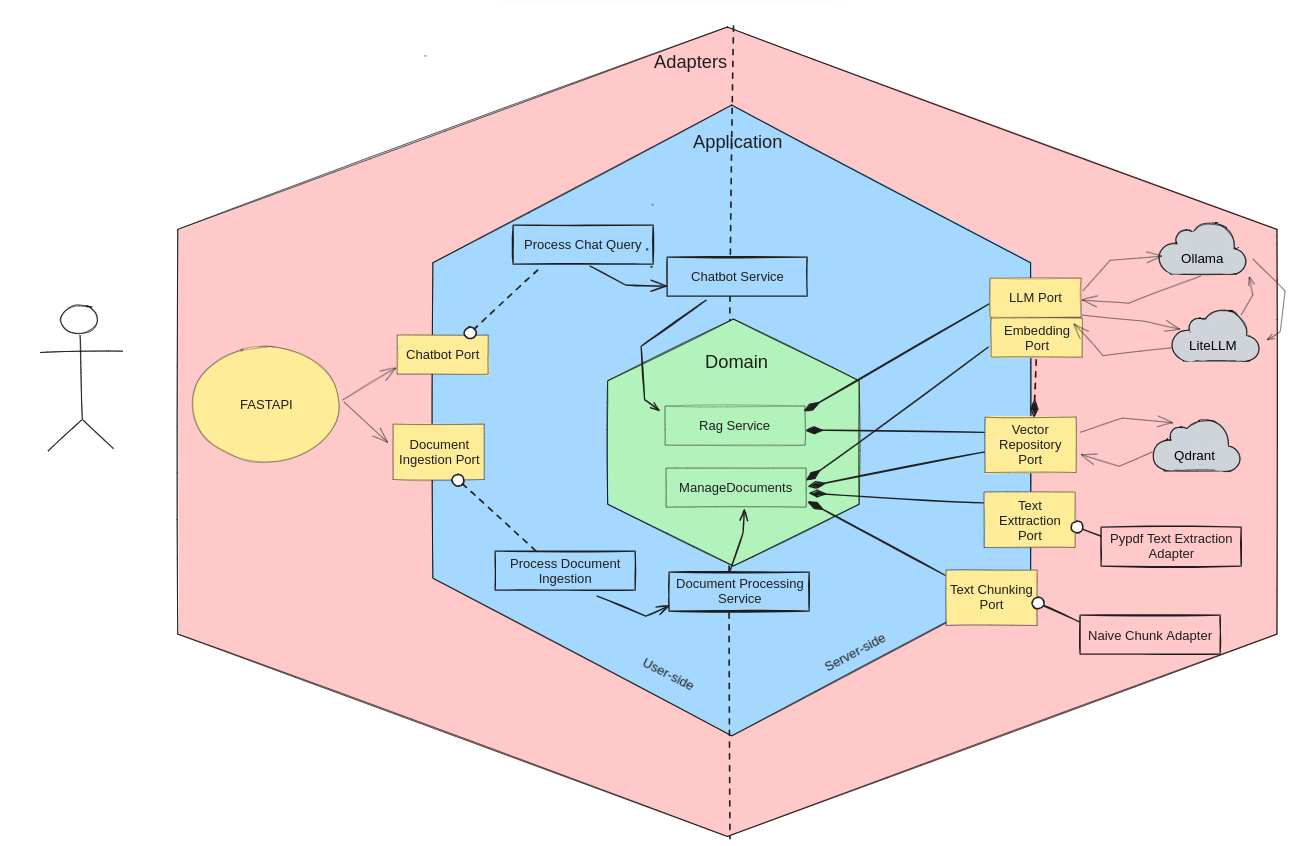 Adapters
Application
Process Chat Query
Chatbot Service
Ollama
LLM Port
Embedding
Port
LiteLLM
Chatbot Port
Domain
FASTAPI
Rag Service
Document
Ingestion Port
Vector
Repository
Port
Qdrant
ManageDocuments
Text
Exttraction
Port
Pypdf Text Extraction
Adapter
Process Document
Ingestion
Document Processing
Service
Text Chunking
Port
Naive Chunk Adapter
User-side
Server-side